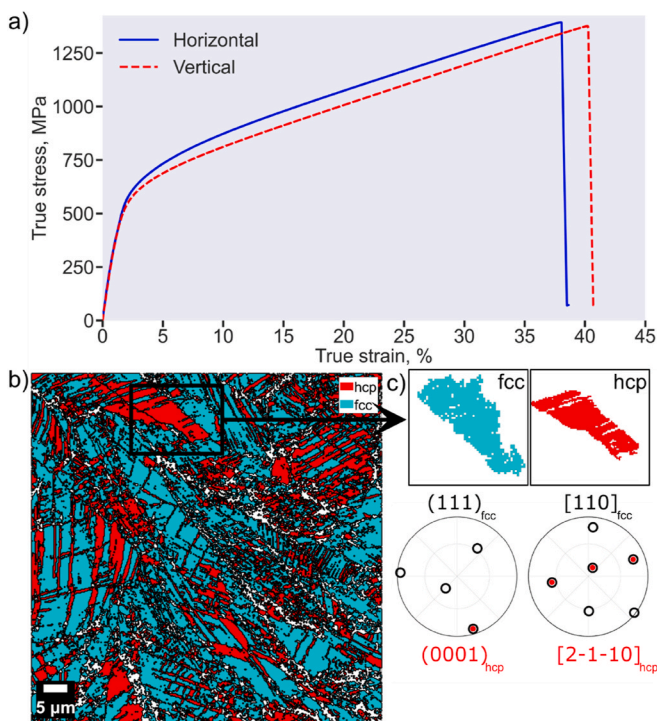 a)
Horizontal
Vertical
True stress, MPa
1250
1000
750
500
250
0
0 5 10 15 20 25 30 35 40 45
True strain, %
b)
hcp
fcc
5 µm
c)
fcc
hcp
(111)fcc
[110]fcc
(0001)hcp
[2-1-10]hcp